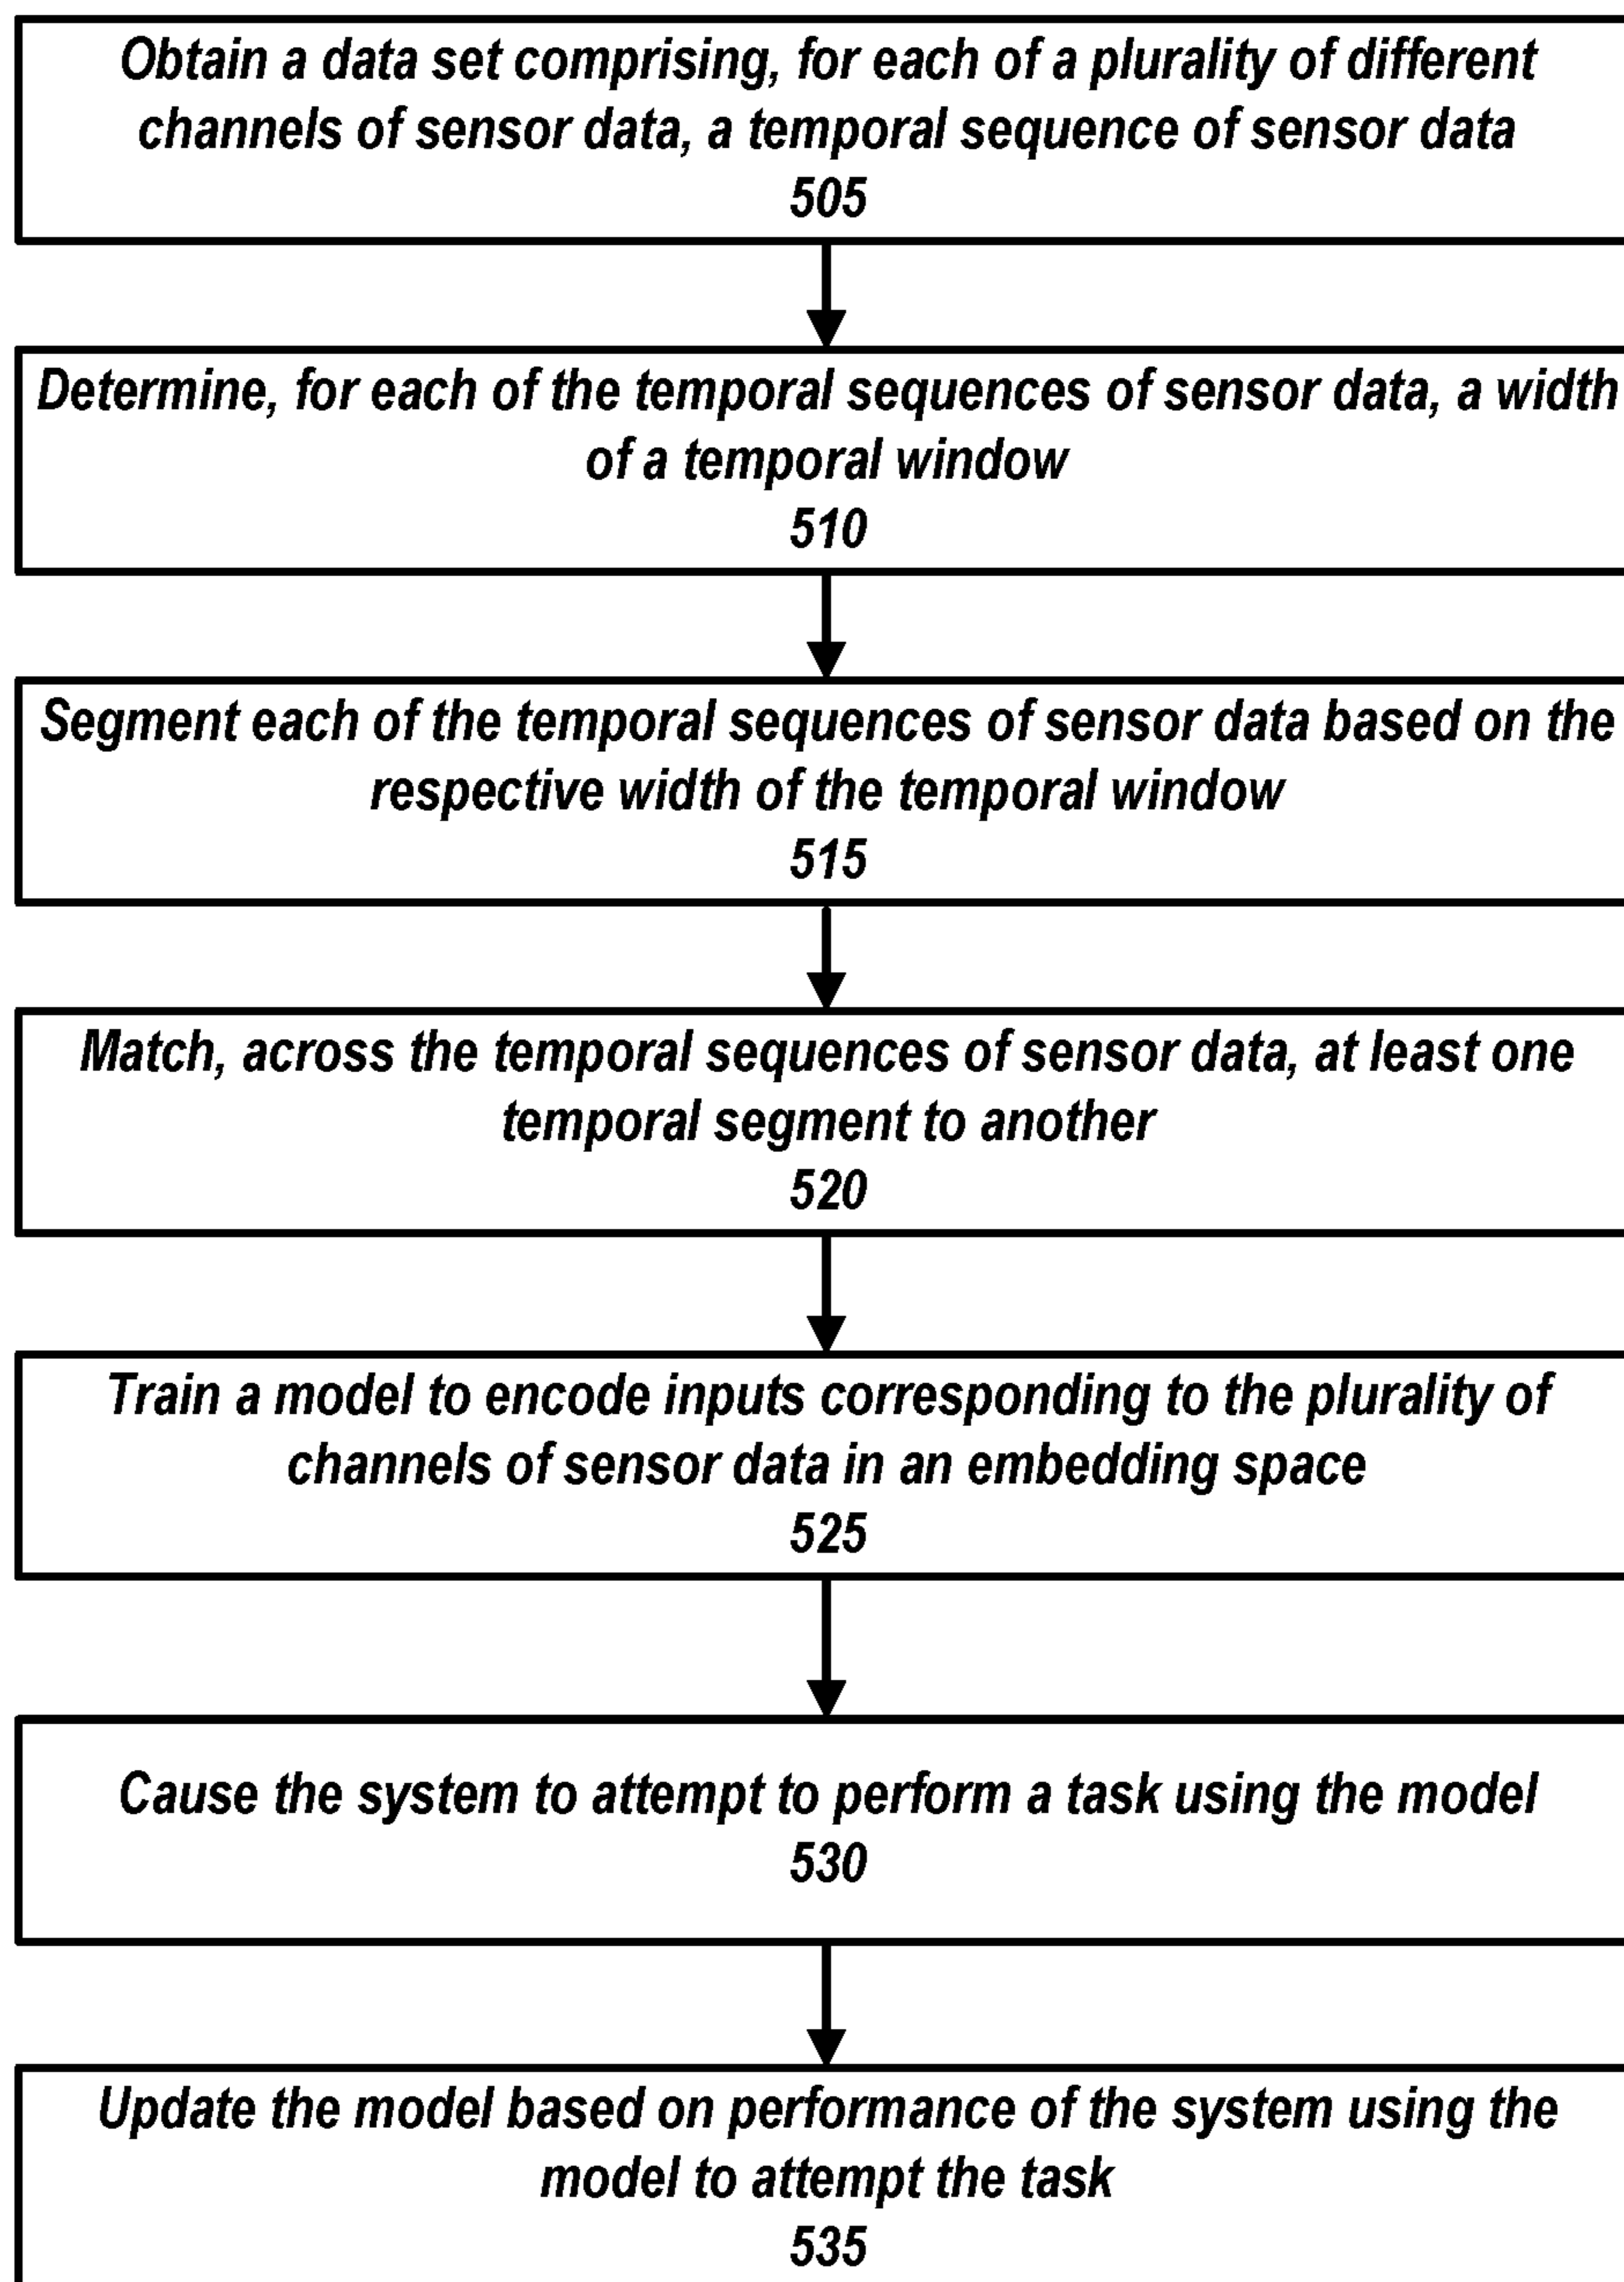 Obtain a data set comprising, for each of a plurality of different
channels of sensor data, a temporal sequence of sensor data
505
Determine, for each of the temporal sequences of sensor data, a width
of a temporal window
510
Segment each of the temporal sequences of sensor data based on the
respective width of the temporal window
515
Match, across the temporal sequences of sensor data, at least one
temporal segment to another
520
Train a model to encode inputs corresponding to the plurality of
channels of sensor data in an embedding space
525
Cause the system to attempt to perform a task using the model
530
Update the model based on performance of the system using the
model to attempt the task
535